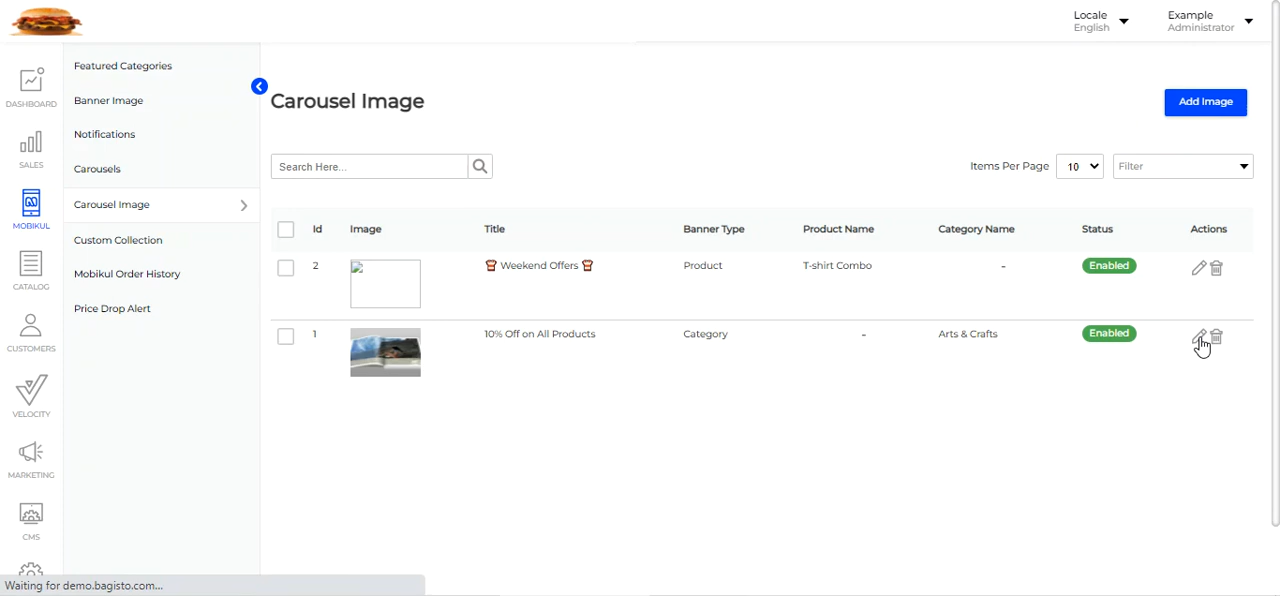 Locale
English
Example
Administrator
DASHBOARD
SALES
MOBIKUL
CATALOG
CUSTOMERS
VELOCITY
MARKETING
CMS
Featured Categories
Banner Image
Notifications
Carousels
Carousel Image
Custom Collection
Mobikul Order History
Price Drop Alert
Carousel Image
Add Image
Search Here...
Items Per Page 10 Filter
Id Image Title Banner Type Product Name Category Name Status Actions
2 Weekend Offers Product T-shirt Combo - Enabled
1 10% Off on All Products Category - Arts & Crafts Enabled
Waiting for demo.bagisto.com...